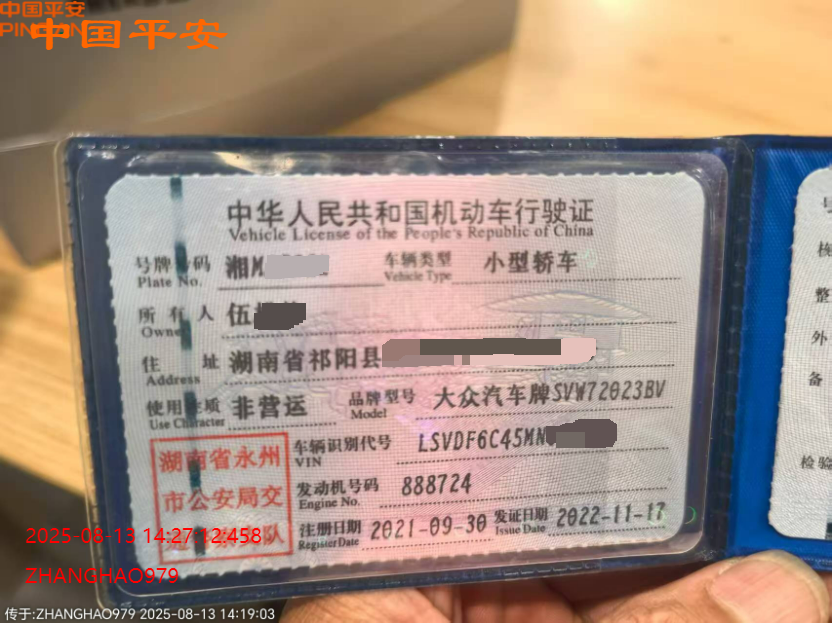 中国平安
中国平安
中华人民共和国机动车行驶证
Vehicle License of the People's Republic of China
号牌号码 湘M 车辆类型 小型轿车
Plate No. Vehicle Type
所有人 伍
Owner
住址 湖南省祁阳县
Address
使用性质 非营运 品牌型号 大众汽车牌SVW72023BV
Use Character Model
湖南省永州
市公安局交
车辆识别代号 LSVDF6C45MN
VIN
发动机号码 888724
Engine No.
注册日期 2021-09-30 发证日期 2022-11-17
Register Date Issue Date
2025-08-13 14:27:12:458
ZHANGHAO979
传于:ZHANGHAO979 2025-08-13 14:19:03
号
核
整
外
备
检验